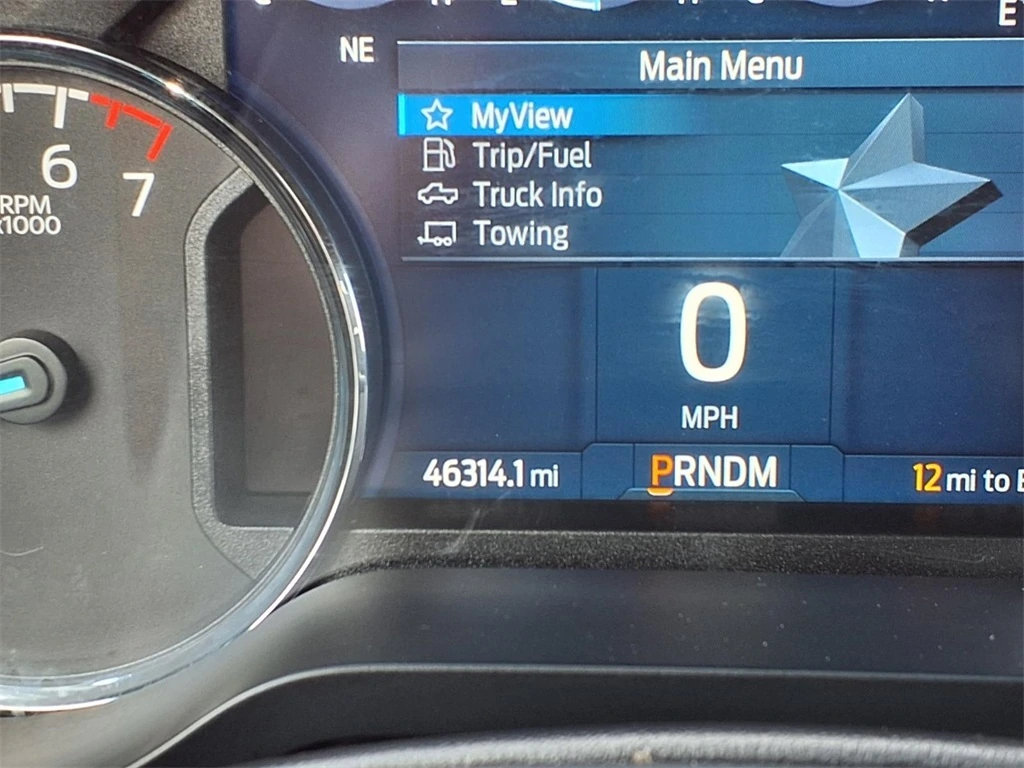 E
NE
Main Menu
MyView
Trip/Fuel
Truck Info
Towing
6
7
RPM
x1000
0
MPH
46314.1 mi
PRNDM
12 mi to E